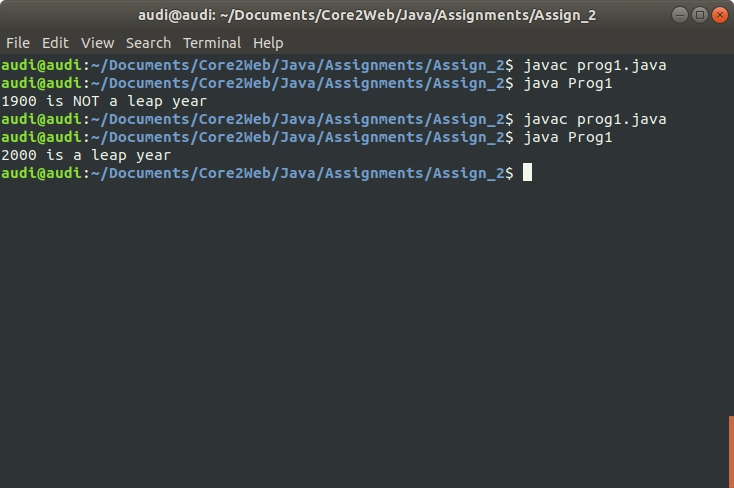 audi@audi: ~/Documents/Core2Web/Java/Assignments/Assign_2
File Edit View Search Terminal Help
audi@audi:~/Documents/Core2Web/Java/Assignments/Assign_2$ javac prog1.java
audi@audi:~/Documents/Core2Web/Java/Assignments/Assign_2$ java Prog1
1900 is NOT a leap year
audi@audi:~/Documents/Core2Web/Java/Assignments/Assign_2$ javac prog1.java
audi@audi:~/Documents/Core2Web/Java/Assignments/Assign_2$ java Prog1
2000 is a leap year
audi@audi:~/Documents/Core2Web/Java/Assignments/Assign_2$